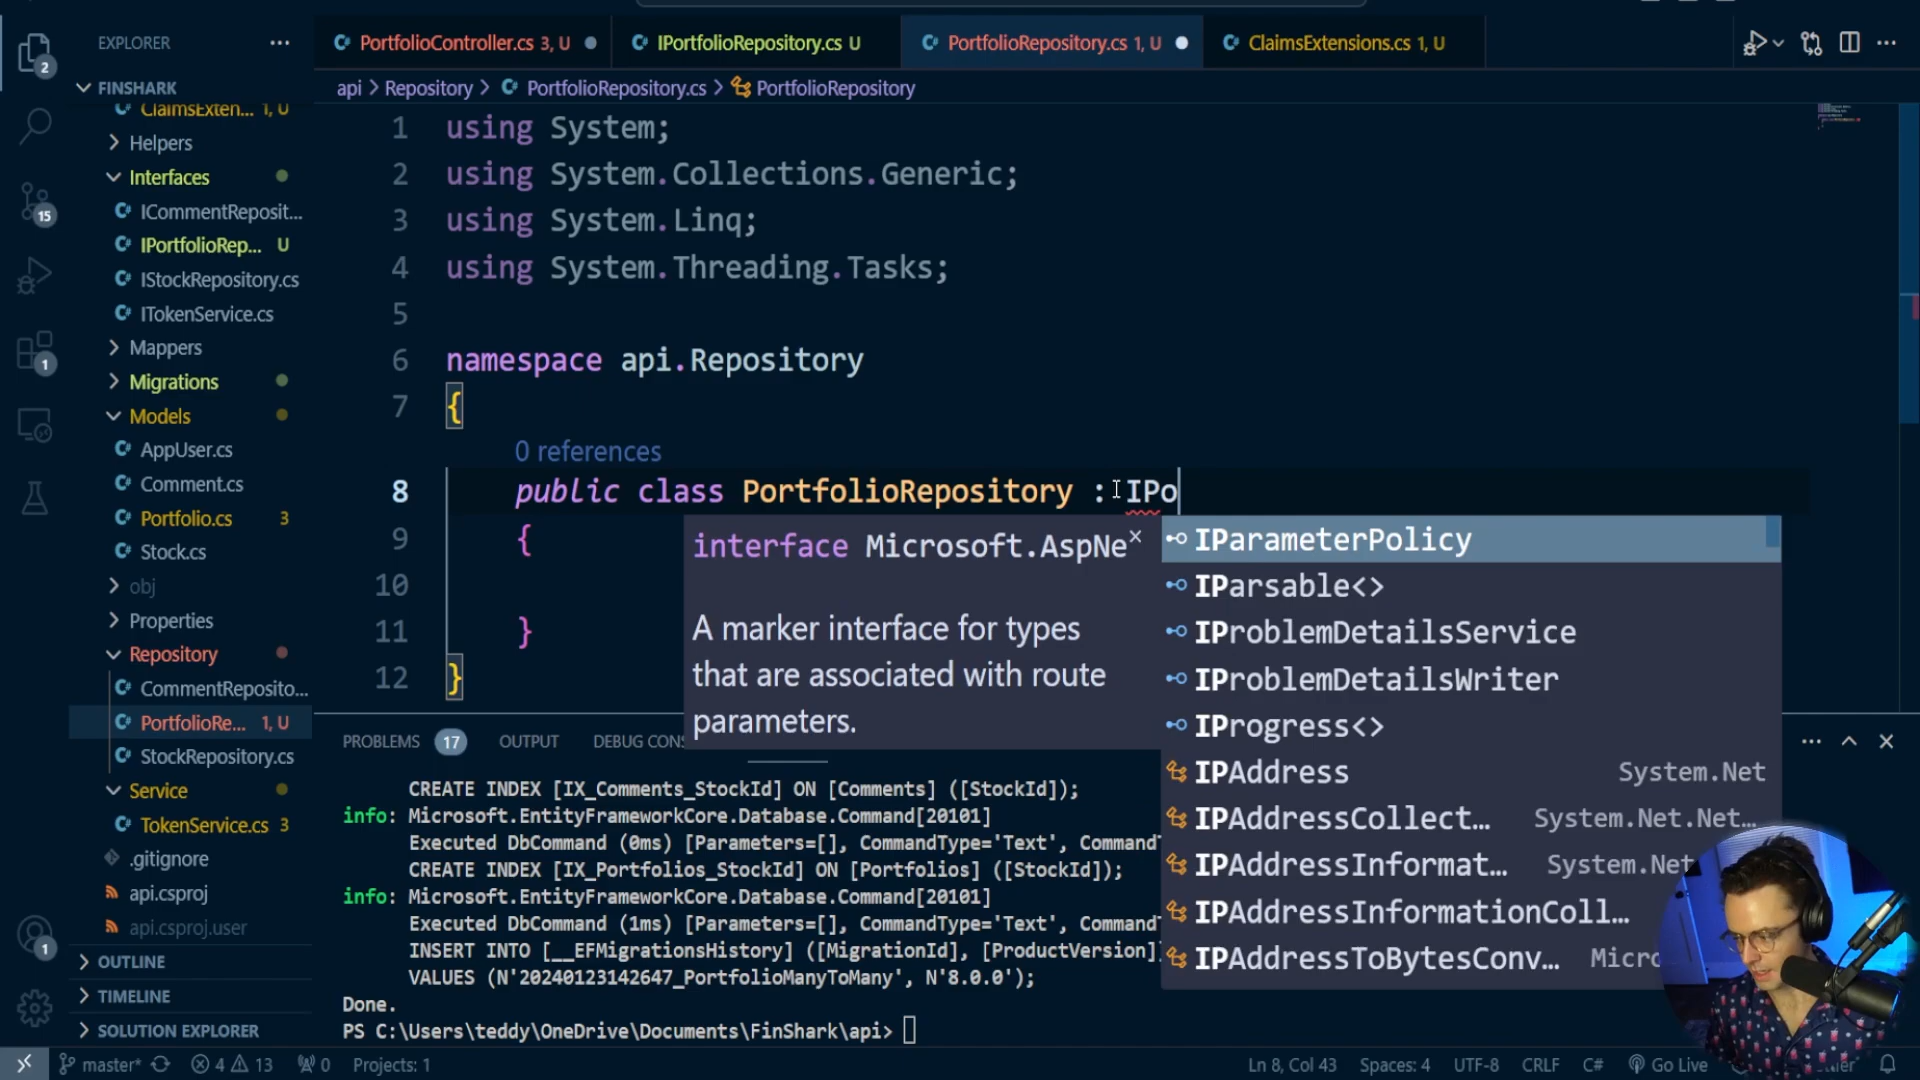 EXPLORER
PortfolioController.cs 3, U
IPortfolioRepository.cs U
PortfolioRepository.cs 1, U
ClaimsExtensions.cs 1, U
2
FINSHARK
api > Repository > PortfolioRepository.cs > PortfolioRepository
ClaimsExten... 1, U
Helpers
Interfaces
ICommentReposit...
IPortfolioRep... U
IStockRepository.cs
ITokenService.cs
Mappers
Migrations
Models
AppUser.cs
Comment.cs
Portfolio.cs 3
Stock.cs
obj
Properties
Repository
CommentReposito...
PortfolioRe... 1, U
StockRepository.cs
Service
TokenService.cs 3
.gitignore
api.csproj
api.csproj.user
OUTLINE
TIMELINE
SOLUTION EXPLORER
15
1
1
1 using System;
2 using System.Collections.Generic;
3 using System.Linq;
4 using System.Threading.Tasks;
5
6 namespace api.Repository
7 {
0 references
8 public class PortfolioRepository : IPo
9 {
10
11 }
12 }
interface Microsoft.AspNe
A marker interface for types
that are associated with route
parameters.
IParameterPolicy
IParsable<>
IProblemDetailsService
IProblemDetailsWriter
IProgress<>
IPAddress System.Net
IPAddressCollect... System.Net.Net...
IPAddressInformat... System.Net
IPAddressInformationColl...
IPAddressToBytesConv...
PROBLEMS 17 OUTPUT DEBUG CONS
CREATE INDEX [IX_Comments_StockId] ON [Comments] ([StockId]);
info: Microsoft.EntityFrameworkCore.Database.Command[20101]
Executed DbCommand (0ms) [Parameters=[], CommandType='Text', Command
CREATE INDEX [IX_Portfolios_StockId] ON [Portfolios] ([StockId]);
info: Microsoft.EntityFrameworkCore.Database.Command[20101]
Executed DbCommand (1ms) [Parameters=[], CommandType='Text', Command
INSERT INTO [__EFMigrationsHistory] ([MigrationId], [ProductVersion]
VALUES (N'20240123142647_PortfolioManyToMany', N'8.0.0');
Done.
PS C:\Users\teddy\OneDrive\Documents\FinShark\api>
master* 4 13 0 Projects: 1
Ln 8, Col 43 Spaces: 4 UTF-8 CRLF C# Go Live